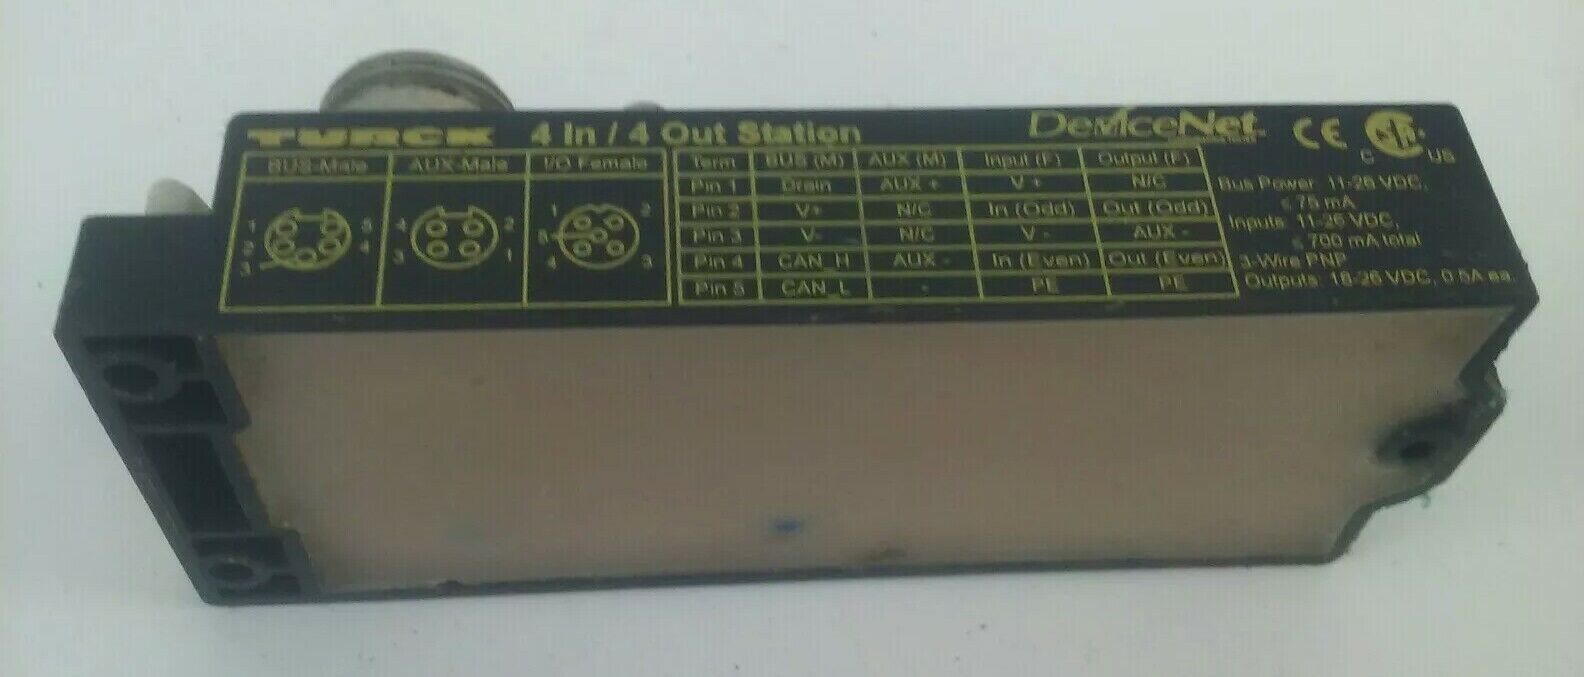 TURCK 4 In / 4 Out Station DeviceNet CE
BUS-Male AUX-Male I/O Female
1 5 2 4 3
4 2 3 1
1 2 5 4 3
Term BUS (M) AUX (M) Input (F) Output (F)
Pin 1 Drain AUX + V + N/C
Pin 2 V+ N/C In (Odd) Out (Odd)
Pin 3 V- N/C V - AUX -
Pin 4 CAN_H AUX - In (Even) Out (Even)
Pin 5 CAN_L - PE PE
C US
Bus Power: 11-26 VDC,
≤ 75 mA
Inputs: 11-26 VDC,
≤ 700 mA total
3-Wire PNP
Outputs: 18-26 VDC, 0.5A ea.